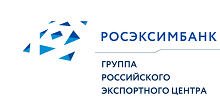 РОСЭКСИМБАНК
ГРУППА
РОССИЙСКОГО
ЭКСПОРТНОГО ЦЕНТРА